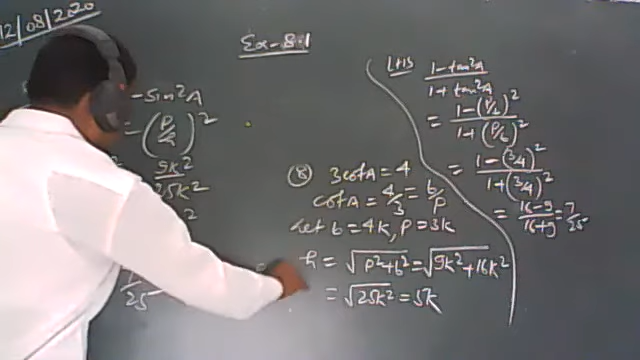 12/08/2020
Ex-8.1
- Sin²A
= (P/h)²
9k²
25k²
25
(8) 3cotA = 4
cotA = 4/3 = b/P
Let b = 4k, P = 3k
h = √P²+b² = √9k²+16k²
= √25k² = 5k
LHS 1-tan²A / 1+tan²A
= 1-(P/b)² / 1+(P/b)²
= 1-(3/4)² / 1+(3/4)²
= 16-9 / 16+9 = 7/25